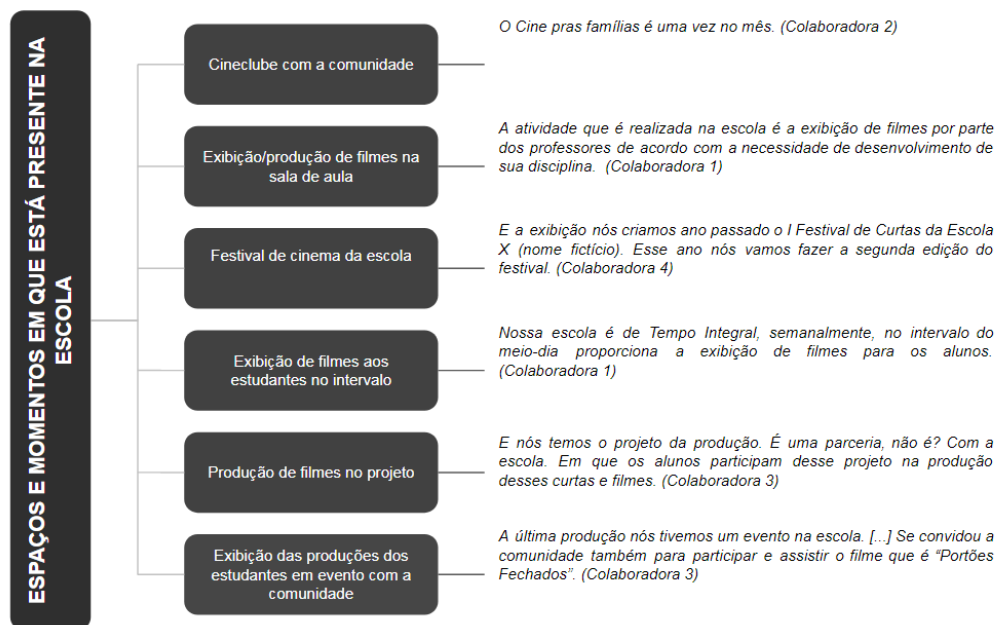 ESPAÇOS E MOMENTOS EM QUE ESTÁ PRESENTE NA
ESCOLA
Cineclube com a comunidade
O Cine pras famílias é uma vez no mês. (Colaboradora 2)
Exibição/produção de filmes na
sala de aula
A atividade que é realizada na escola é a exibição de filmes por parte
dos professores de acordo com a necessidade de desenvolvimento de
sua disciplina. (Colaboradora 1)
Festival de cinema da escola
E a exibição nós criamos ano passado o I Festival de Curtas da Escola
X (nome fictício). Esse ano nós vamos fazer a segunda edição do
festival. (Colaboradora 4)
Exibição de filmes aos
estudantes no intervalo
Nossa escola é de Tempo Integral, semanalmente, no intervalo do
meio-dia proporciona a exibição de filmes para os alunos.
(Colaboradora 1)
Produção de filmes no projeto
E nós temos o projeto da produção. É uma parceria, não é? Com a
escola. Em que os alunos participam desse projeto na produção
desses curtas e filmes. (Colaboradora 3)
Exibição das produções dos
estudantes em evento com a
comunidade
A última produção nós tivemos um evento na escola. [...] Se convidou a
comunidade também para participar e assistir o filme que é “Portões
Fechados”. (Colaboradora 3)